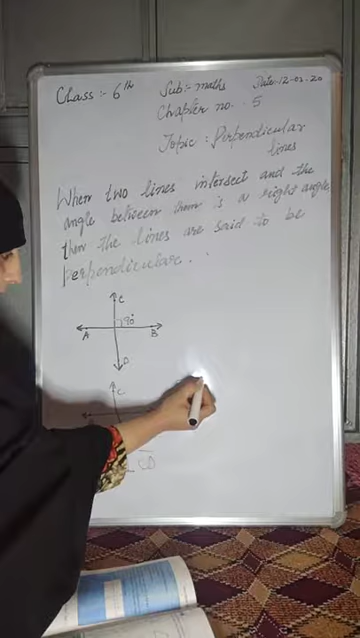 Class :- 6th Sub:- maths Date:-12-03-20
Chapter no. 5
Topic : Perpendicular
lines
When two lines intersect and the
angle between them is a right angle,
then the lines are said to be
perpendicular.
C
90°
A B
D
C
CD